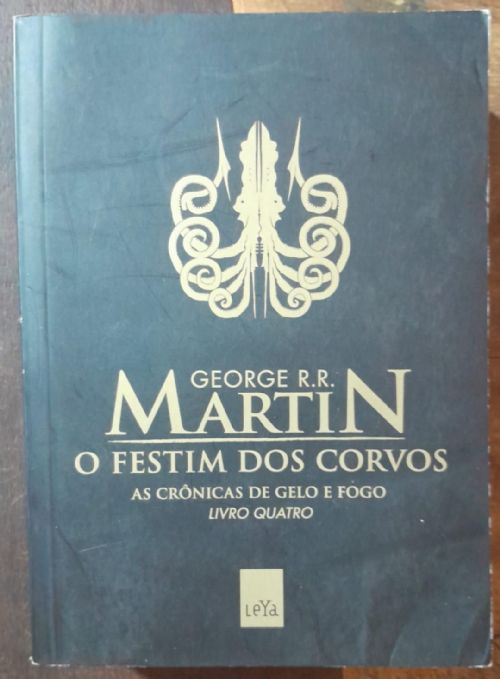 GEORGE R.R.
MARTIN
O FESTIM DOS CORVOS
AS CRÔNICAS DE GELO E FOGO
LIVRO QUATRO
LeYa